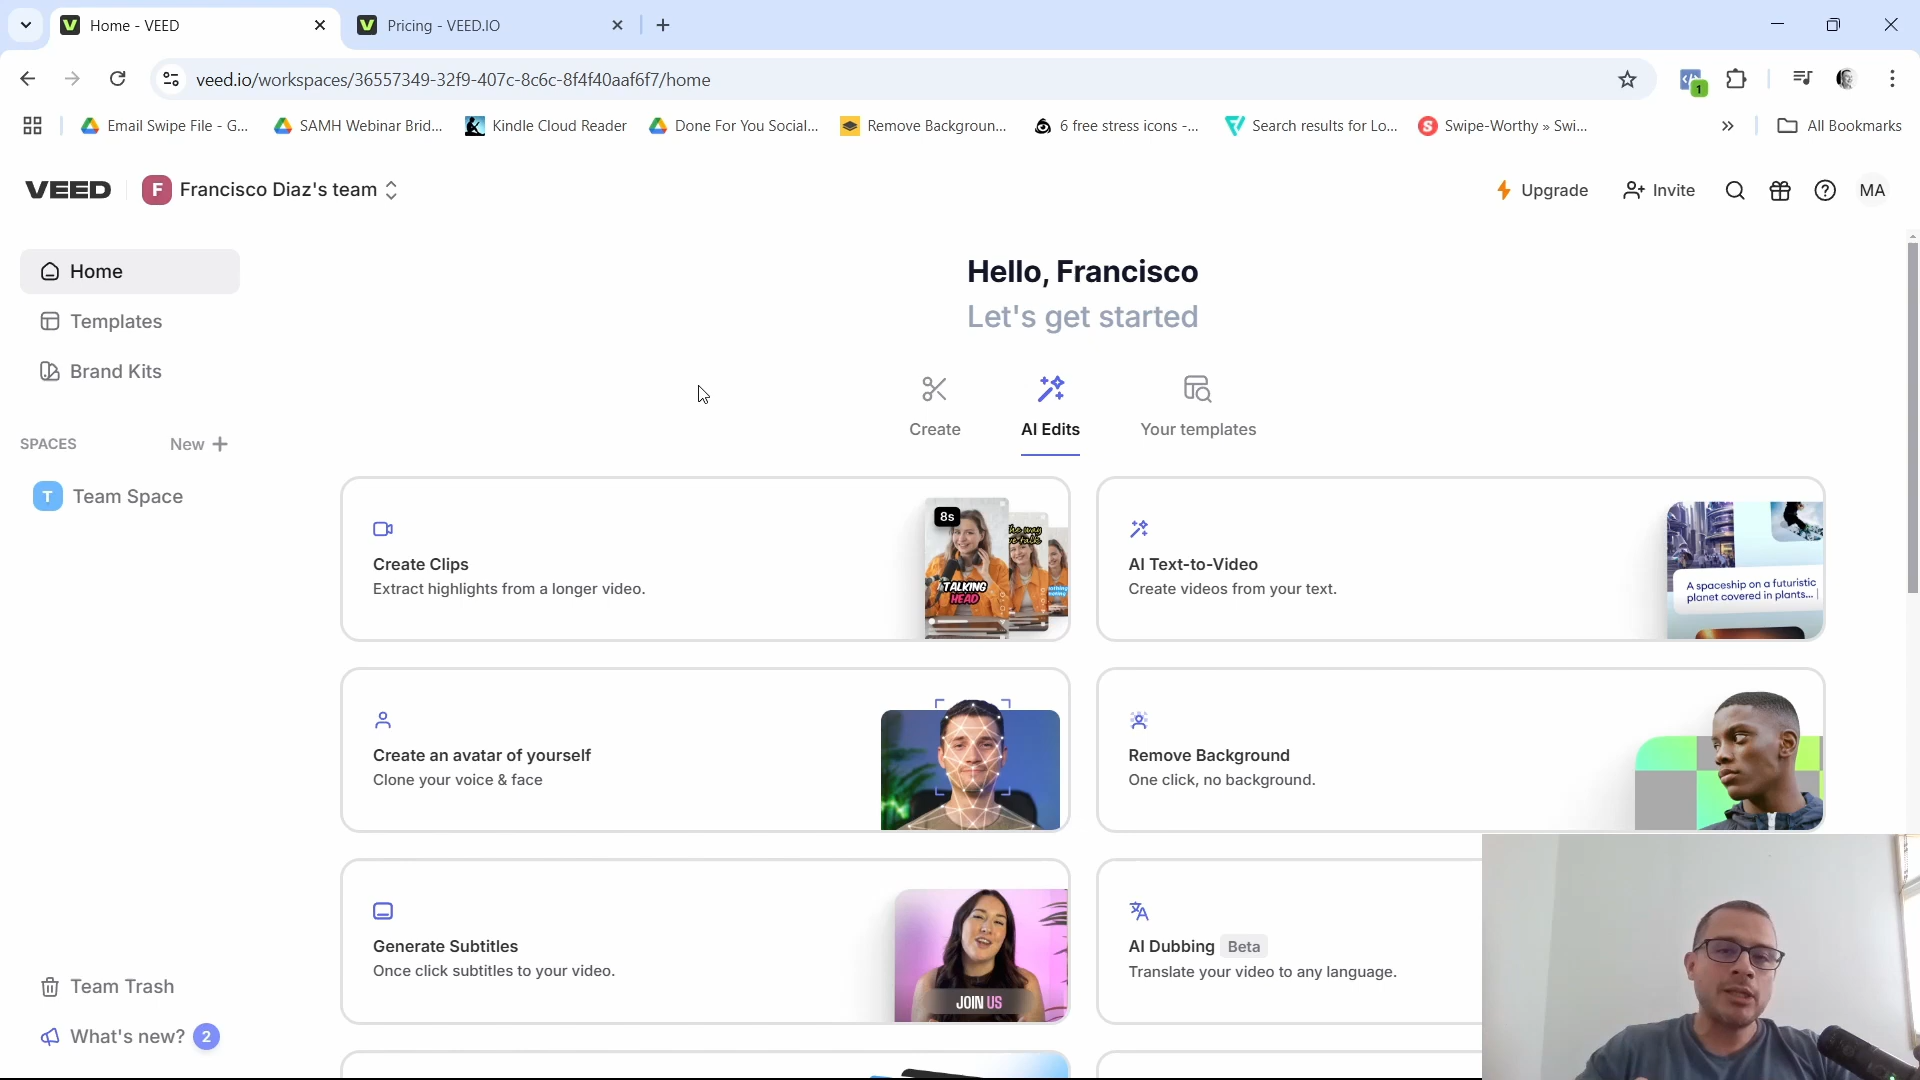 Home - VEED
Pricing - VEED.IO
veed.io/workspaces/36557349-32f9-407c-8c6c-8f4f40aaf6f7/home
1
Email Swipe File - G...
SAMH Webinar Brid...
Kindle Cloud Reader
Done For You Social...
Remove Backgroun...
6 free stress icons -...
Search results for Lo...
Swipe-Worthy » Swi...
All Bookmarks
VEED
F Francisco Diaz's team
Upgrade
Invite
MA
Home
Templates
Brand Kits
SPACES
New +
T Team Space
Team Trash
What's new? 2
Hello, Francisco
Let's get started
Create
AI Edits
Your templates
Create Clips
Extract highlights from a longer video.
8s
TALKING
HEAD
AI Text-to-Video
Create videos from your text.
A spaceship on a futuristic
planet covered in plants...
Create an avatar of yourself
Clone your voice & face
Remove Background
One click, no background.
Generate Subtitles
Once click subtitles to your video.
JOIN US
AI Dubbing Beta
Translate your video to any language.